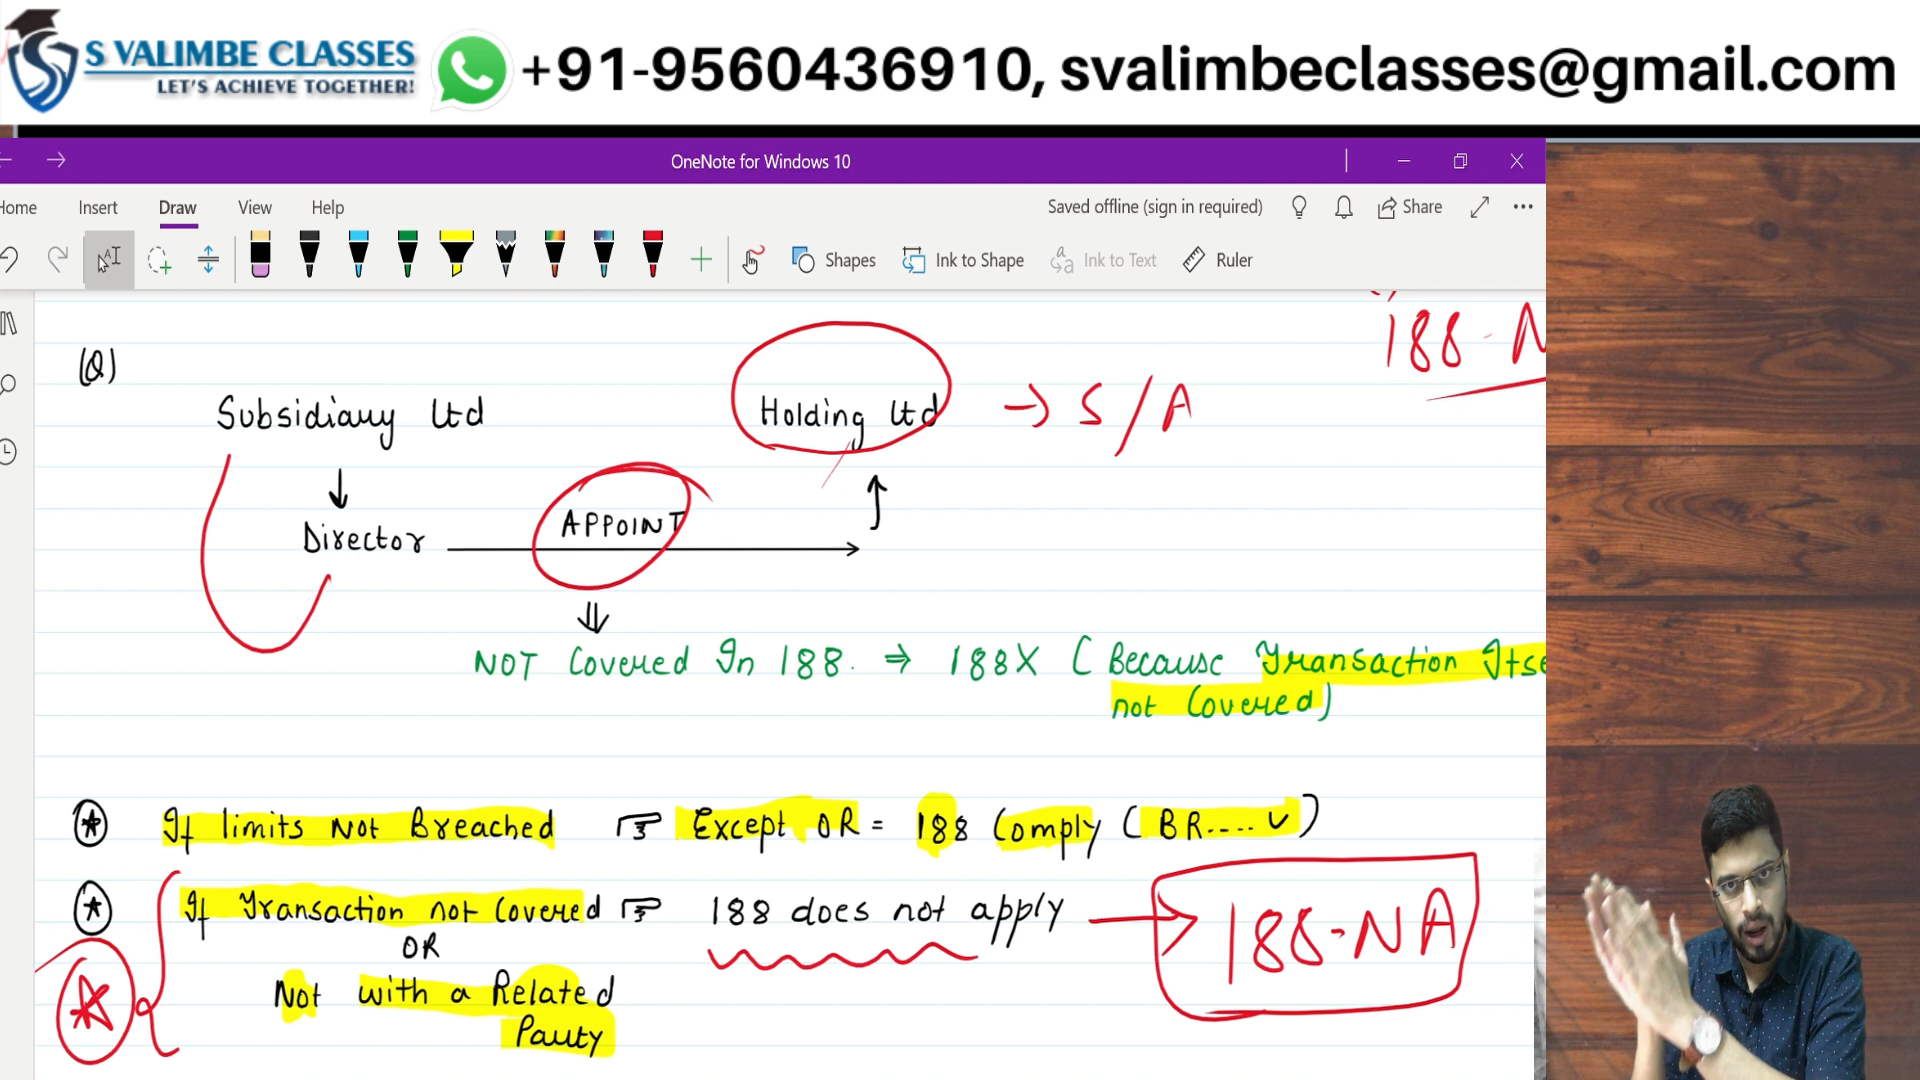 S VALIMBE CLASSES
LET'S ACHIEVE TOGETHER!
+91-9560436910, svalimbeclasses@gmail.com
OneNote for Windows 10
Home Insert Draw View Help
Saved offline (sign in required) Share
Shapes Ink to Shape Ink to Text Ruler
188-N
(Q)
Subsidiary Ltd Holding Ltd → S/A
Director APPOINT
NOT Covered In 188. ⇒ 188X ( Because Transaction Itse
not Covered)
If limits Not Breached Except OR = 188 Comply ( BR.... ✓ )
If Transaction not Covered 188 does not apply → 188-NA
OR
Not with a Related
Party